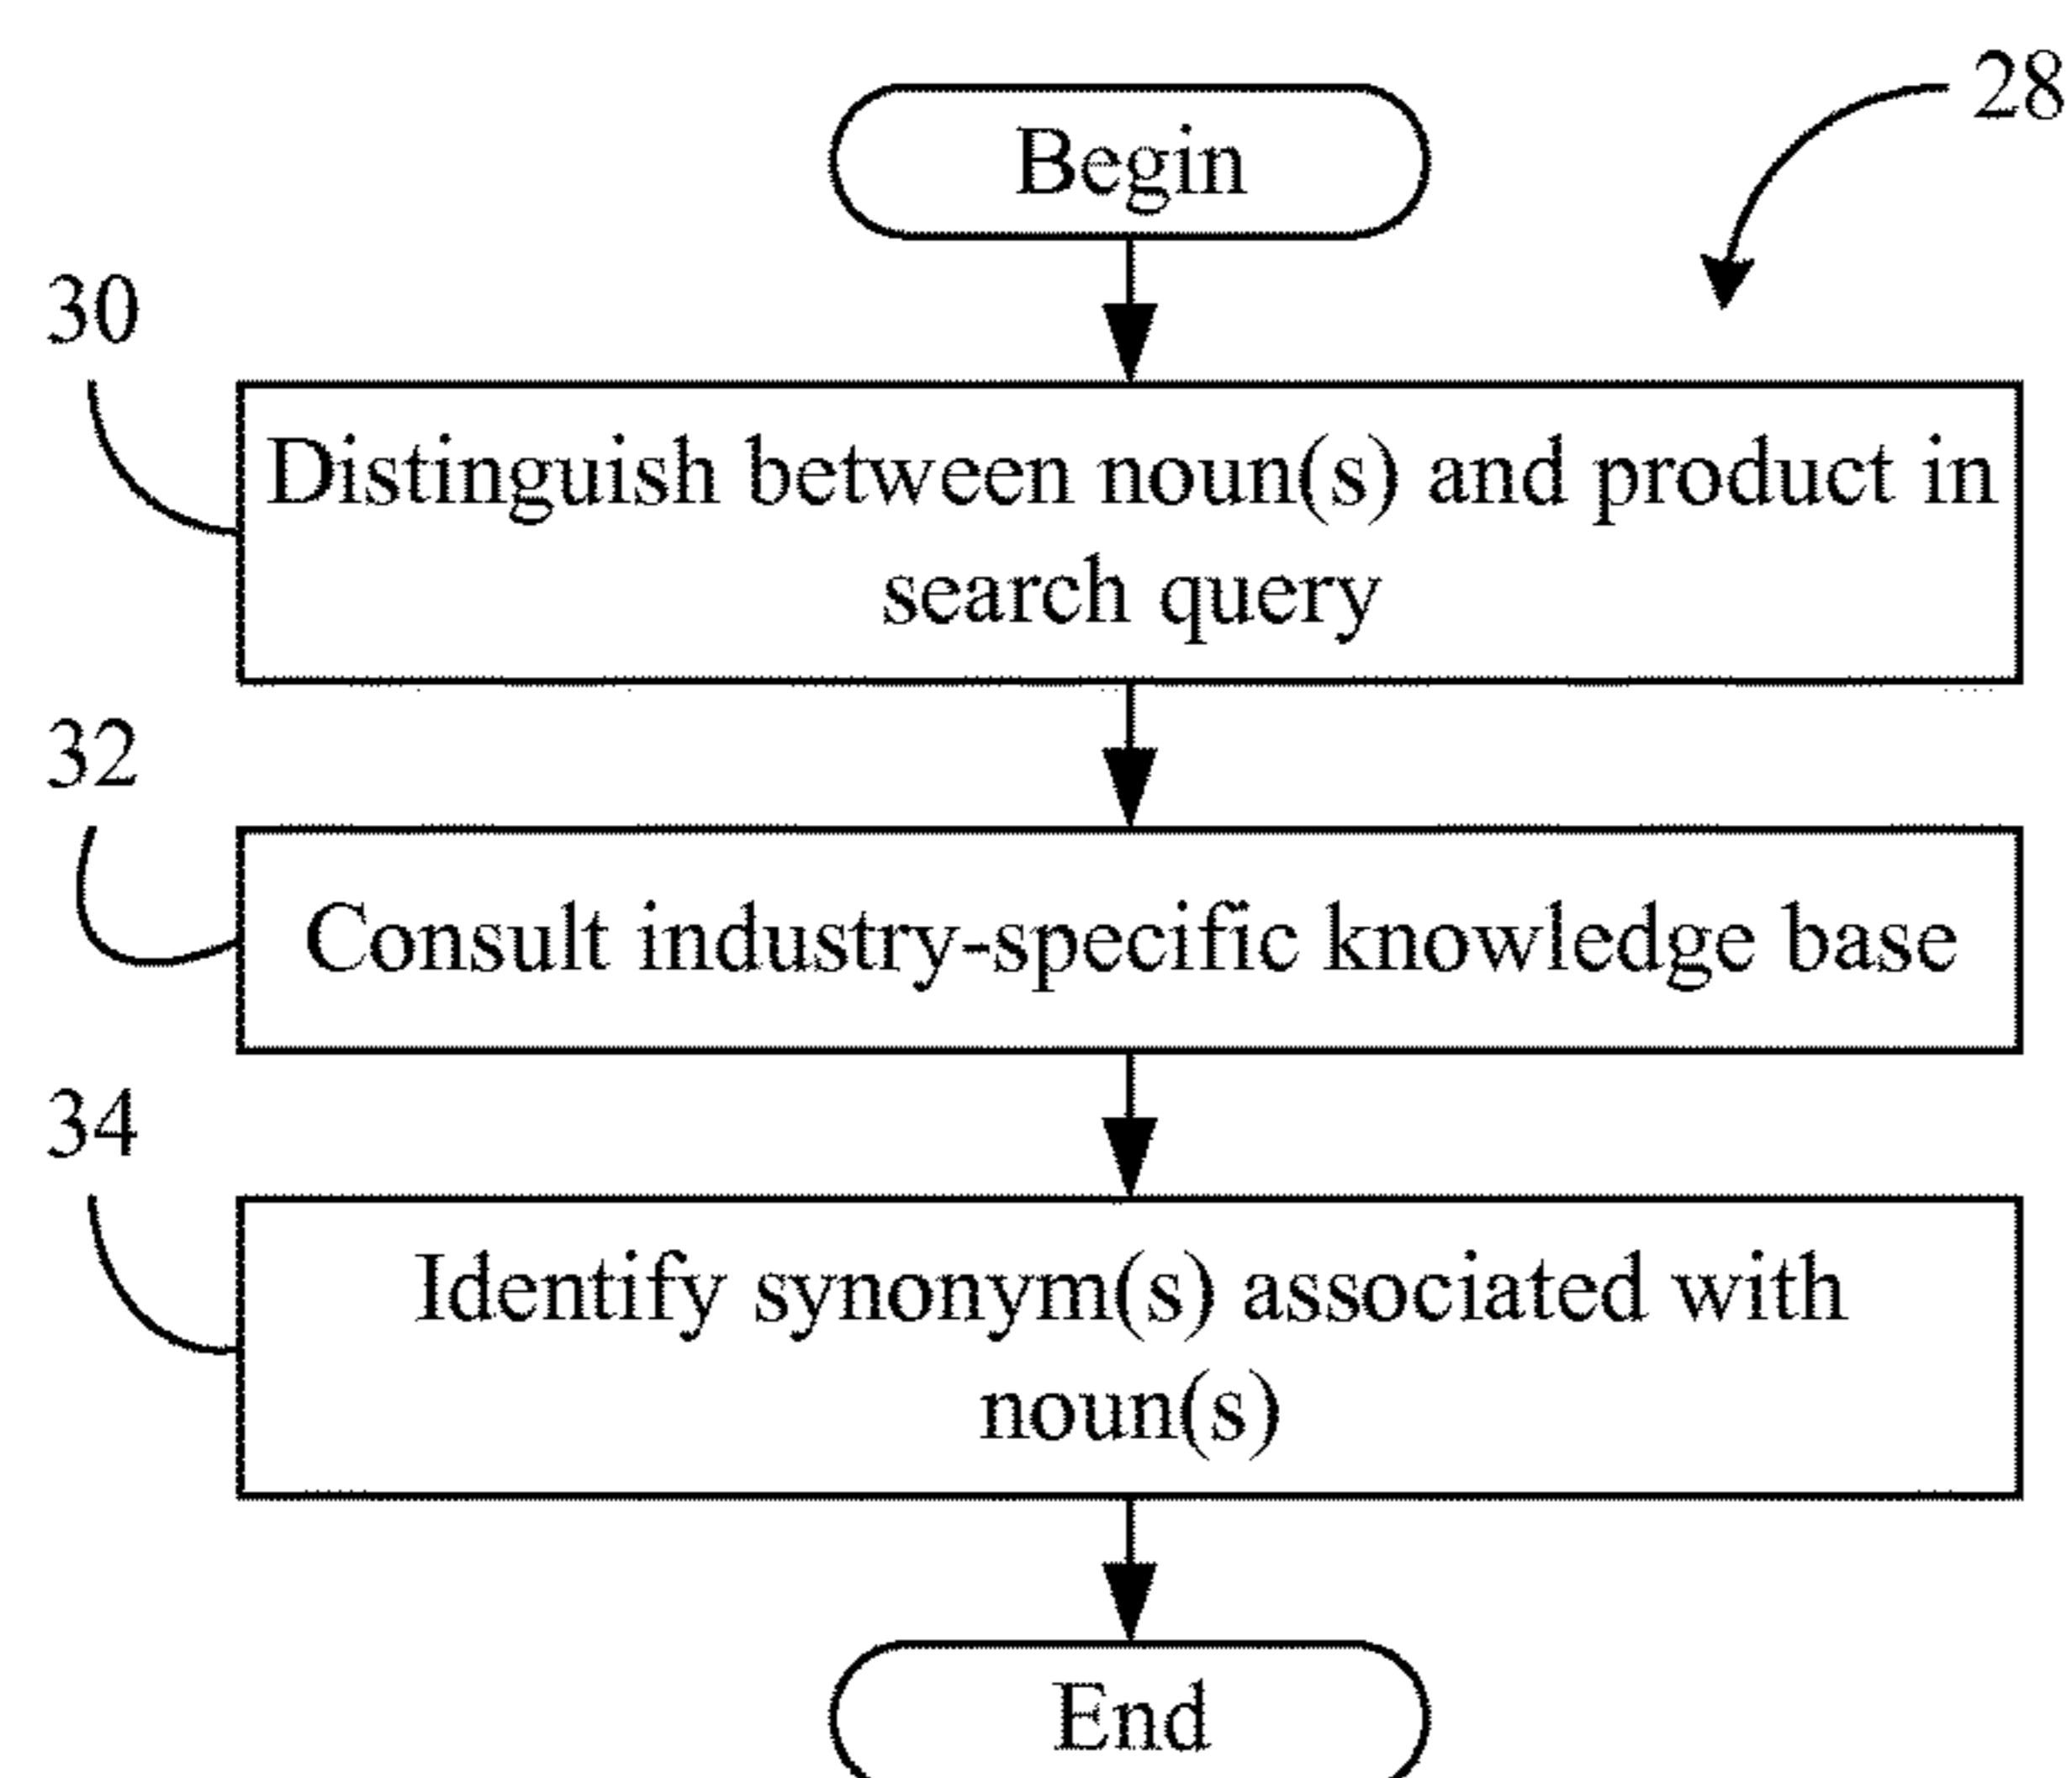 28
Begin
30
Distinguish between noun(s) and product in
search query
32
Consult industry-specific knowledge base
34
Identify synonym(s) associated with
noun(s)
End